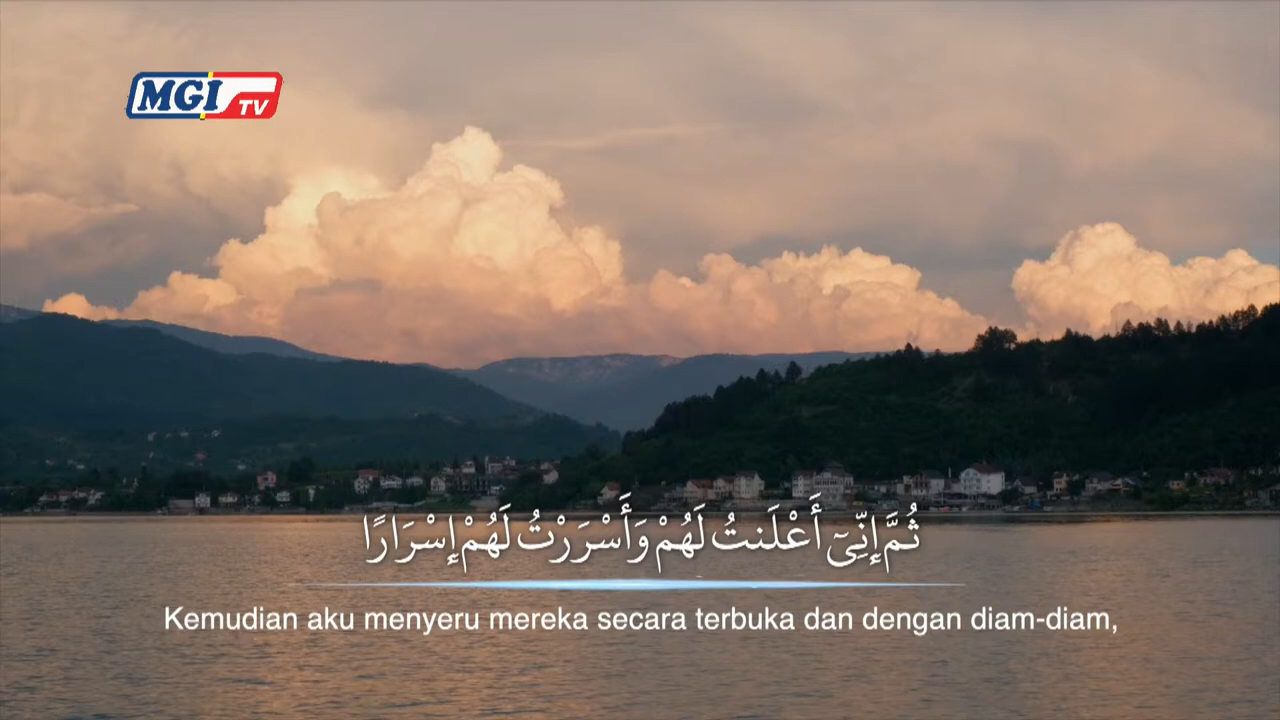 MGI TV
ثُمَّ إِنِّىٓ أَعْلَنتُ لَهُمْ وَأَسْرَرْتُ لَهُمْ إِسْرَارًا
Kemudian aku menyeru mereka secara terbuka dan dengan diam-diam,